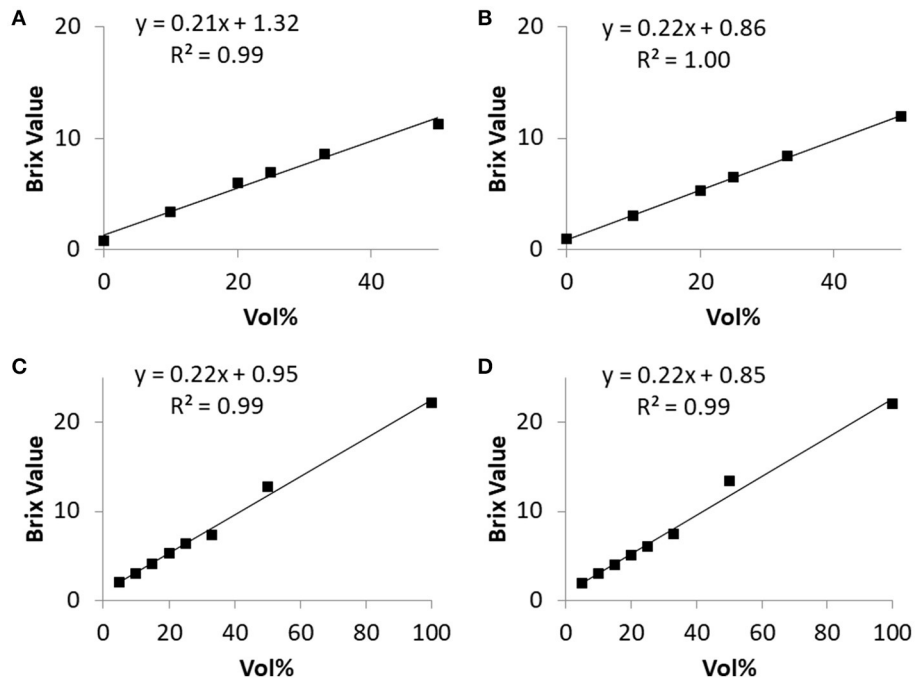 A
y = 0.21x + 1.32
R² = 0.99
20
10
0
Brix Value
0 20 40
Vol%
B
y = 0.22x + 0.86
R² = 1.00
20
10
0
Brix Value
0 20 40
Vol%
C
y = 0.22x + 0.95
R² = 0.99
20
10
0
Brix Value
0 20 40 60 80 100
Vol%
D
y = 0.22x + 0.85
R² = 0.99
20
10
0
Brix Value
0 20 40 60 80 100
Vol%